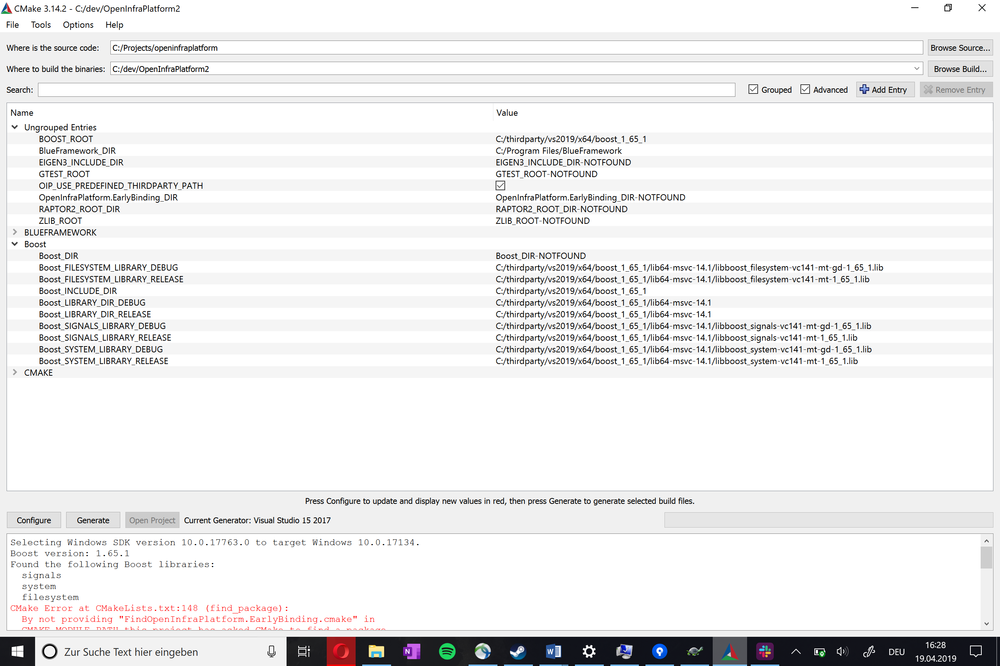 CMake 3.14.2 - C:/dev/OpenInfraPlatform2
File Tools Options Help
Where is the source code: C:/Projects/openinfraplatform Browse Source...
Where to build the binaries: C:/dev/OpenInfraPlatform2 Browse Build...
Search: Grouped Advanced Add Entry Remove Entry
Name Value
Ungrouped Entries
BOOST_ROOT C:/thirdparty/vs2019/x64/boost_1_65_1
BlueFramework_DIR C:/Program Files/BlueFramework
EIGEN3_INCLUDE_DIR EIGEN3_INCLUDE_DIR-NOTFOUND
GTEST_ROOT GTEST_ROOT-NOTFOUND
OIP_USE_PREDEFINED_THIRDPARTY_PATH
OpenInfraPlatform.EarlyBinding_DIR OpenInfraPlatform.EarlyBinding_DIR-NOTFOUND
RAPTOR2_ROOT_DIR RAPTOR2_ROOT_DIR-NOTFOUND
ZLIB_ROOT ZLIB_ROOT-NOTFOUND
BLUEFRAMEWORK
Boost
Boost_DIR Boost_DIR-NOTFOUND
Boost_FILESYSTEM_LIBRARY_DEBUG C:/thirdparty/vs2019/x64/boost_1_65_1/lib64-msvc-14.1/libboost_filesystem-vc141-mt-gd-1_65_1.lib
Boost_FILESYSTEM_LIBRARY_RELEASE C:/thirdparty/vs2019/x64/boost_1_65_1/lib64-msvc-14.1/libboost_filesystem-vc141-mt-1_65_1.lib
Boost_INCLUDE_DIR C:/thirdparty/vs2019/x64/boost_1_65_1
Boost_LIBRARY_DIR_DEBUG C:/thirdparty/vs2019/x64/boost_1_65_1/lib64-msvc-14.1
Boost_LIBRARY_DIR_RELEASE C:/thirdparty/vs2019/x64/boost_1_65_1/lib64-msvc-14.1
Boost_SIGNALS_LIBRARY_DEBUG C:/thirdparty/vs2019/x64/boost_1_65_1/lib64-msvc-14.1/libboost_signals-vc141-mt-gd-1_65_1.lib
Boost_SIGNALS_LIBRARY_RELEASE C:/thirdparty/vs2019/x64/boost_1_65_1/lib64-msvc-14.1/libboost_signals-vc141-mt-1_65_1.lib
Boost_SYSTEM_LIBRARY_DEBUG C:/thirdparty/vs2019/x64/boost_1_65_1/lib64-msvc-14.1/libboost_system-vc141-mt-gd-1_65_1.lib
Boost_SYSTEM_LIBRARY_RELEASE C:/thirdparty/vs2019/x64/boost_1_65_1/lib64-msvc-14.1/libboost_system-vc141-mt-1_65_1.lib
CMAKE
Press Configure to update and display new values in red, then press Generate to generate selected build files.
Configure Generate Open Project Current Generator: Visual Studio 15 2017
Selecting Windows SDK version 10.0.17763.0 to target Windows 10.0.17134.
Boost version: 1.65.1
Found the following Boost libraries:
signals
system
filesystem
CMake Error at CMakeLists.txt:148 (find_package):
By not providing "FindOpenInfraPlatform.EarlyBinding.cmake" in
CMAKE_MODULE_PATH this project has asked CMake to find a package
Zur Suche Text hier eingeben
DEU
16:28
19.04.2019